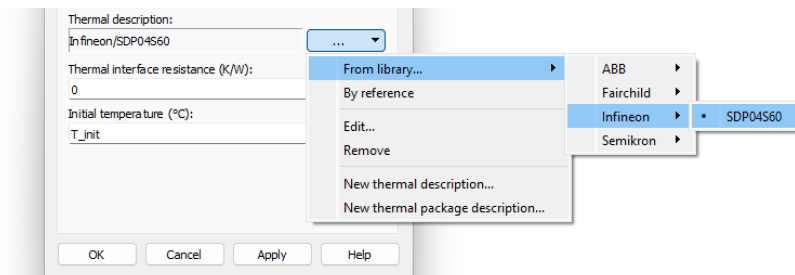 Thermal description:
Infineon/SDP04S60
...
Thermal interface resistance (K/W):
0
Initial temperature (°C):
T_init
From library...
By reference
Edit...
Remove
New thermal description...
New thermal package description...
ABB
Fairchild
Infineon
Semikron
• SDP04S60
OK Cancel Apply Help